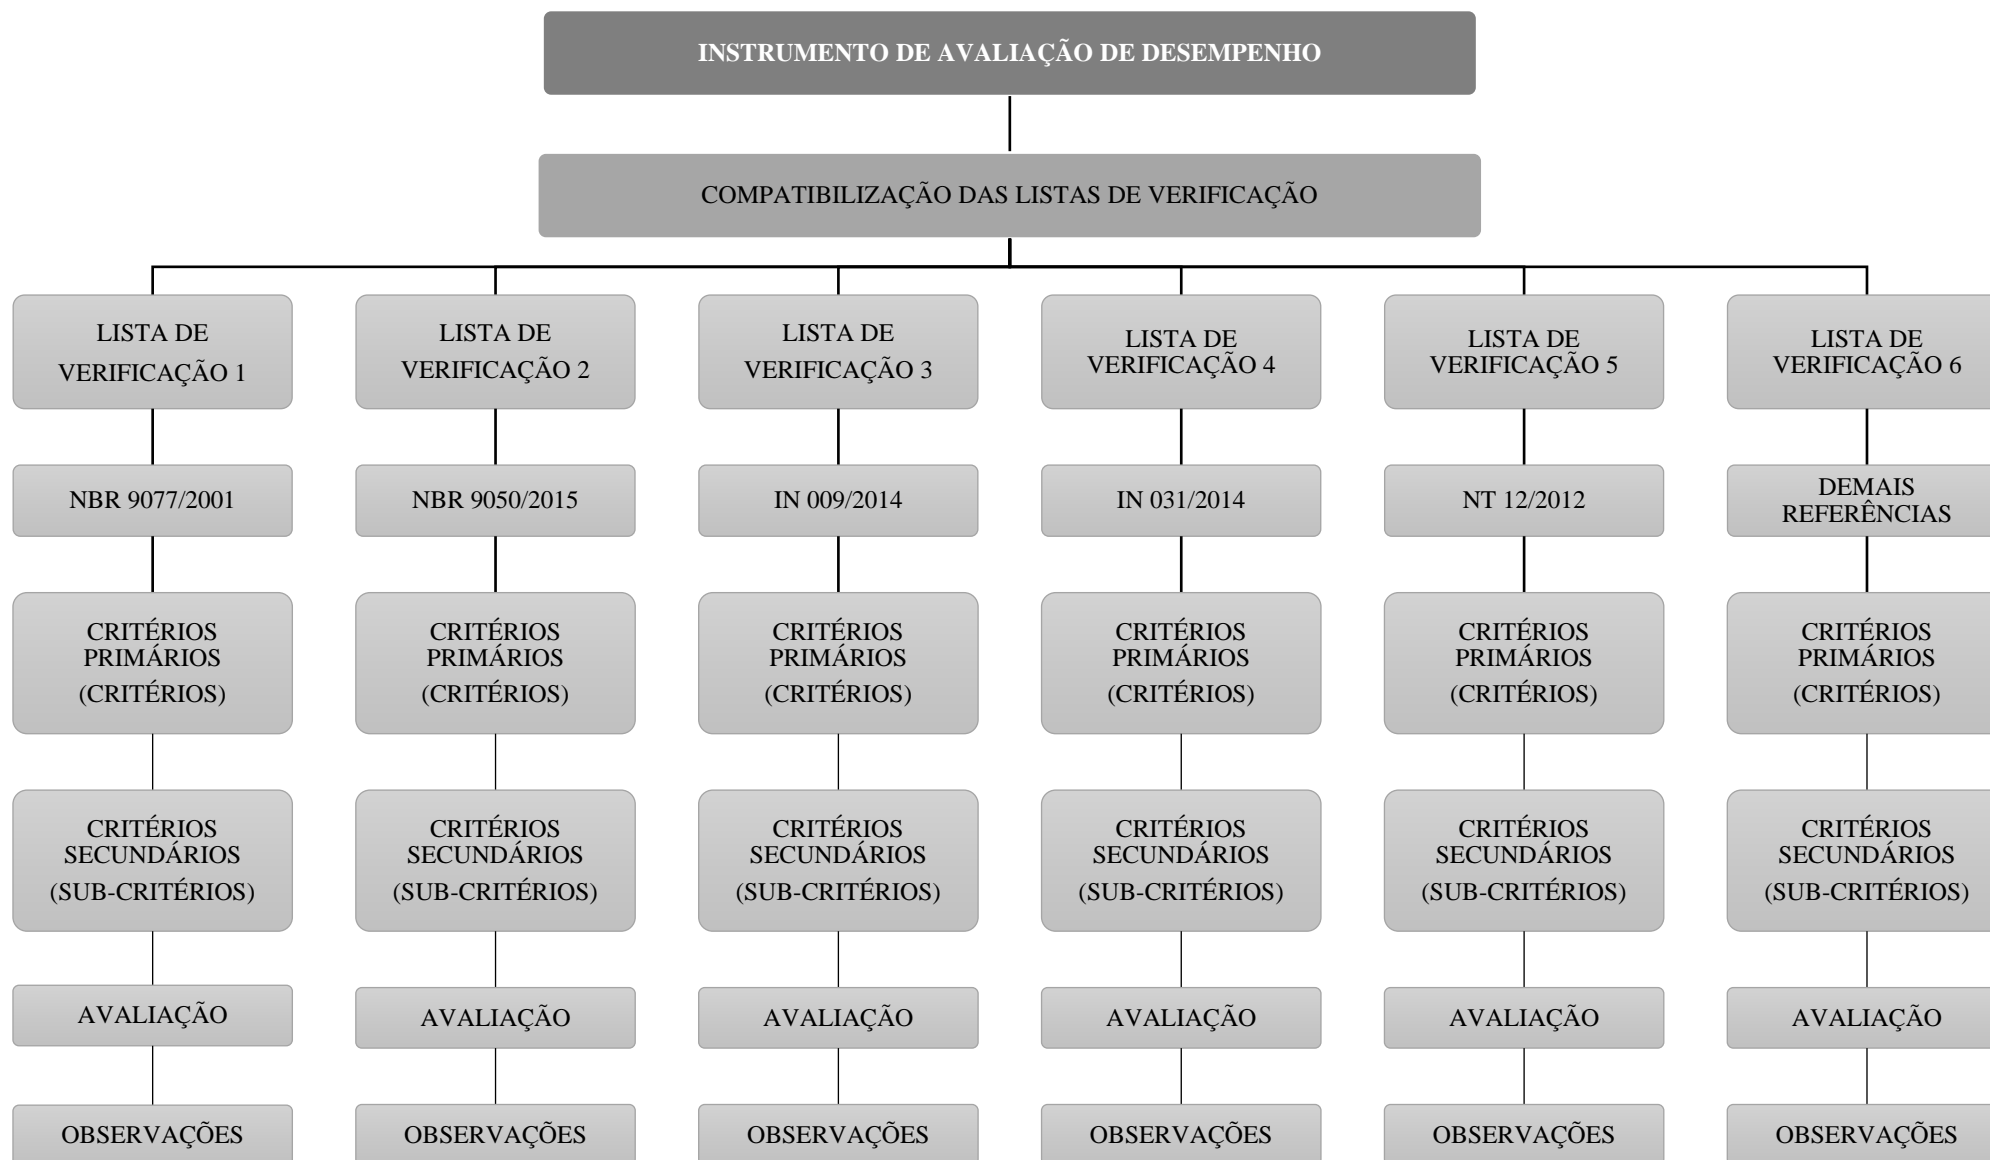 INSTRUMENTO DE AVALIAÇÃO DE DESEMPENHO
COMPATIBILIZAÇÃO DAS LISTAS DE VERIFICAÇÃO
LISTA DE
VERIFICAÇÃO 1
LISTA DE
VERIFICAÇÃO 2
LISTA DE
VERIFICAÇÃO 3
LISTA DE
VERIFICAÇÃO 4
LISTA DE
VERIFICAÇÃO 5
LISTA DE
VERIFICAÇÃO 6
NBR 9077/2001
NBR 9050/2015
IN 009/2014
IN 031/2014
NT 12/2012
DEMAIS
REFERÊNCIAS
CRITÉRIOS
PRIMÁRIOS
(CRITÉRIOS)
CRITÉRIOS
PRIMÁRIOS
(CRITÉRIOS)
CRITÉRIOS
PRIMÁRIOS
(CRITÉRIOS)
CRITÉRIOS
PRIMÁRIOS
(CRITÉRIOS)
CRITÉRIOS
PRIMÁRIOS
(CRITÉRIOS)
CRITÉRIOS
PRIMÁRIOS
(CRITÉRIOS)
CRITÉRIOS
SECUNDÁRIOS
(SUB-CRITÉRIOS)
CRITÉRIOS
SECUNDÁRIOS
(SUB-CRITÉRIOS)
CRITÉRIOS
SECUNDÁRIOS
(SUB-CRITÉRIOS)
CRITÉRIOS
SECUNDÁRIOS
(SUB-CRITÉRIOS)
CRITÉRIOS
SECUNDÁRIOS
(SUB-CRITÉRIOS)
CRITÉRIOS
SECUNDÁRIOS
(SUB-CRITÉRIOS)
AVALIAÇÃO
AVALIAÇÃO
AVALIAÇÃO
AVALIAÇÃO
AVALIAÇÃO
AVALIAÇÃO
OBSERVAÇÕES
OBSERVAÇÕES
OBSERVAÇÕES
OBSERVAÇÕES
OBSERVAÇÕES
OBSERVAÇÕES